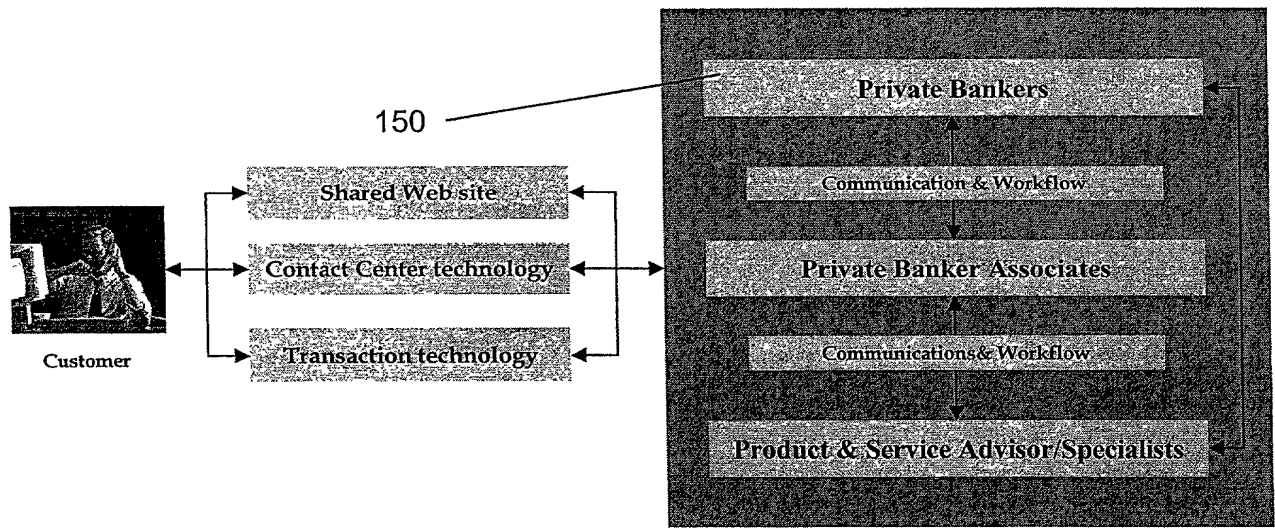 150
Private Bankers
Communication & Workflow
Private Banker Associates
Communications& Workflow
Product & Service Advisor/Specialists
Shared Web site
Contact Center technology
Transaction technology
Customer